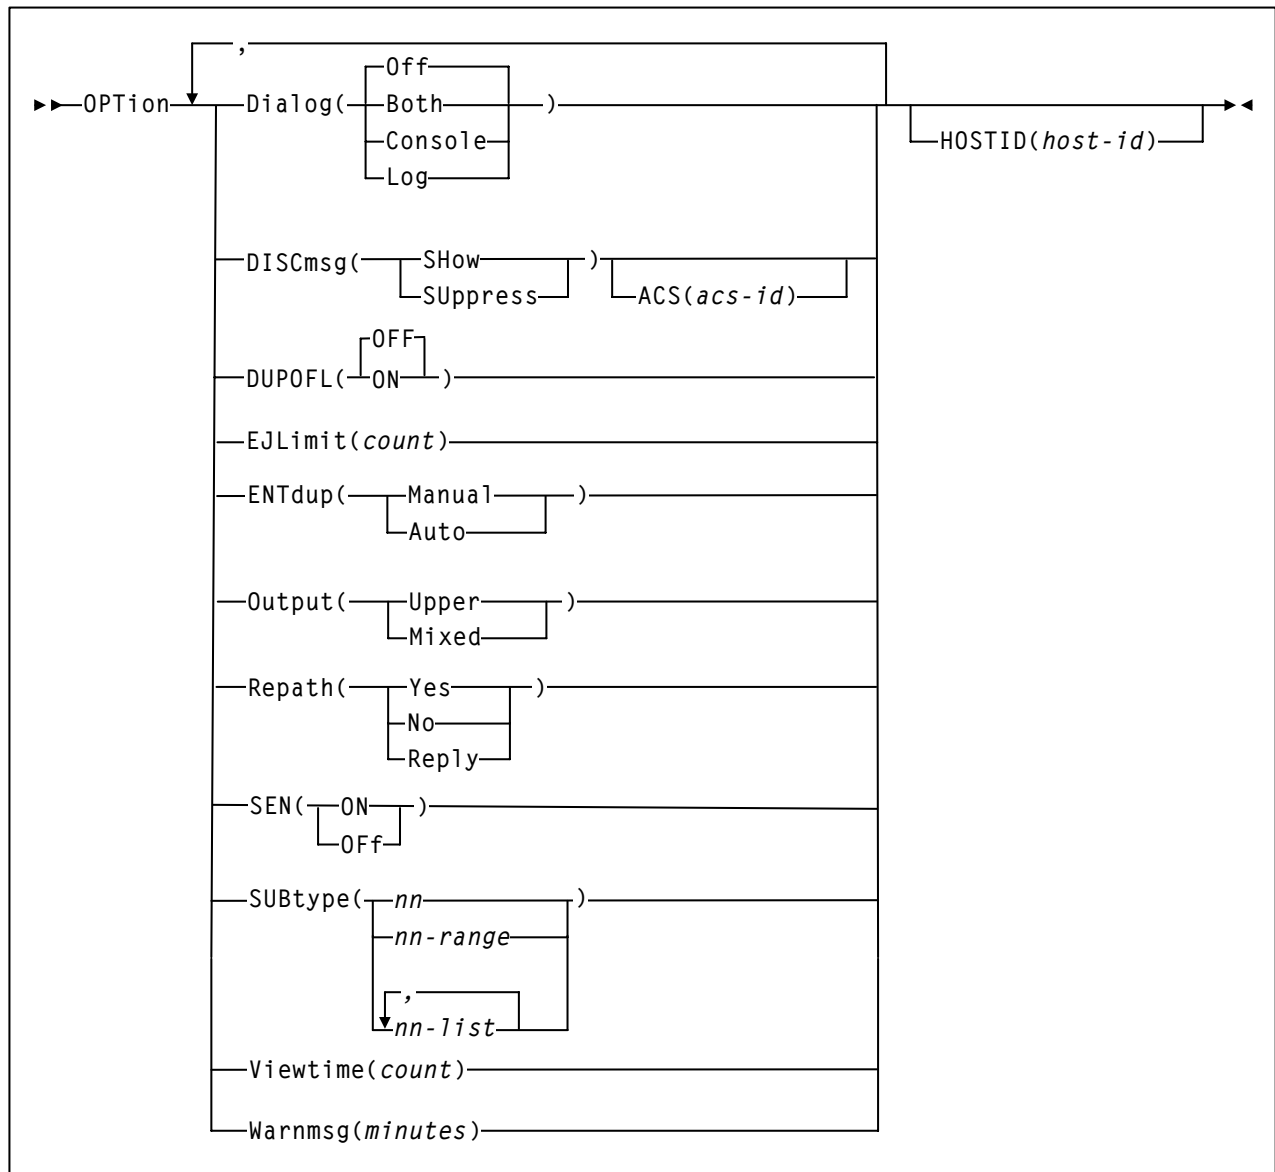 ,
Off
OPTion Dialog( Both )
Console HOSTID(host-id)
Log
DISCmsg( SHow )
SUppress ACS(acs-id)
OFF
DUPOFL( ON )
EJLimit(count)
ENTdup( Manual )
Auto
Output( Upper )
Mixed
Repath( Yes )
No
Reply
SEN( ON )
OFf
SUBtype( nn )
nn-range
,
nn-list
Viewtime(count)
Warnmsg(minutes)